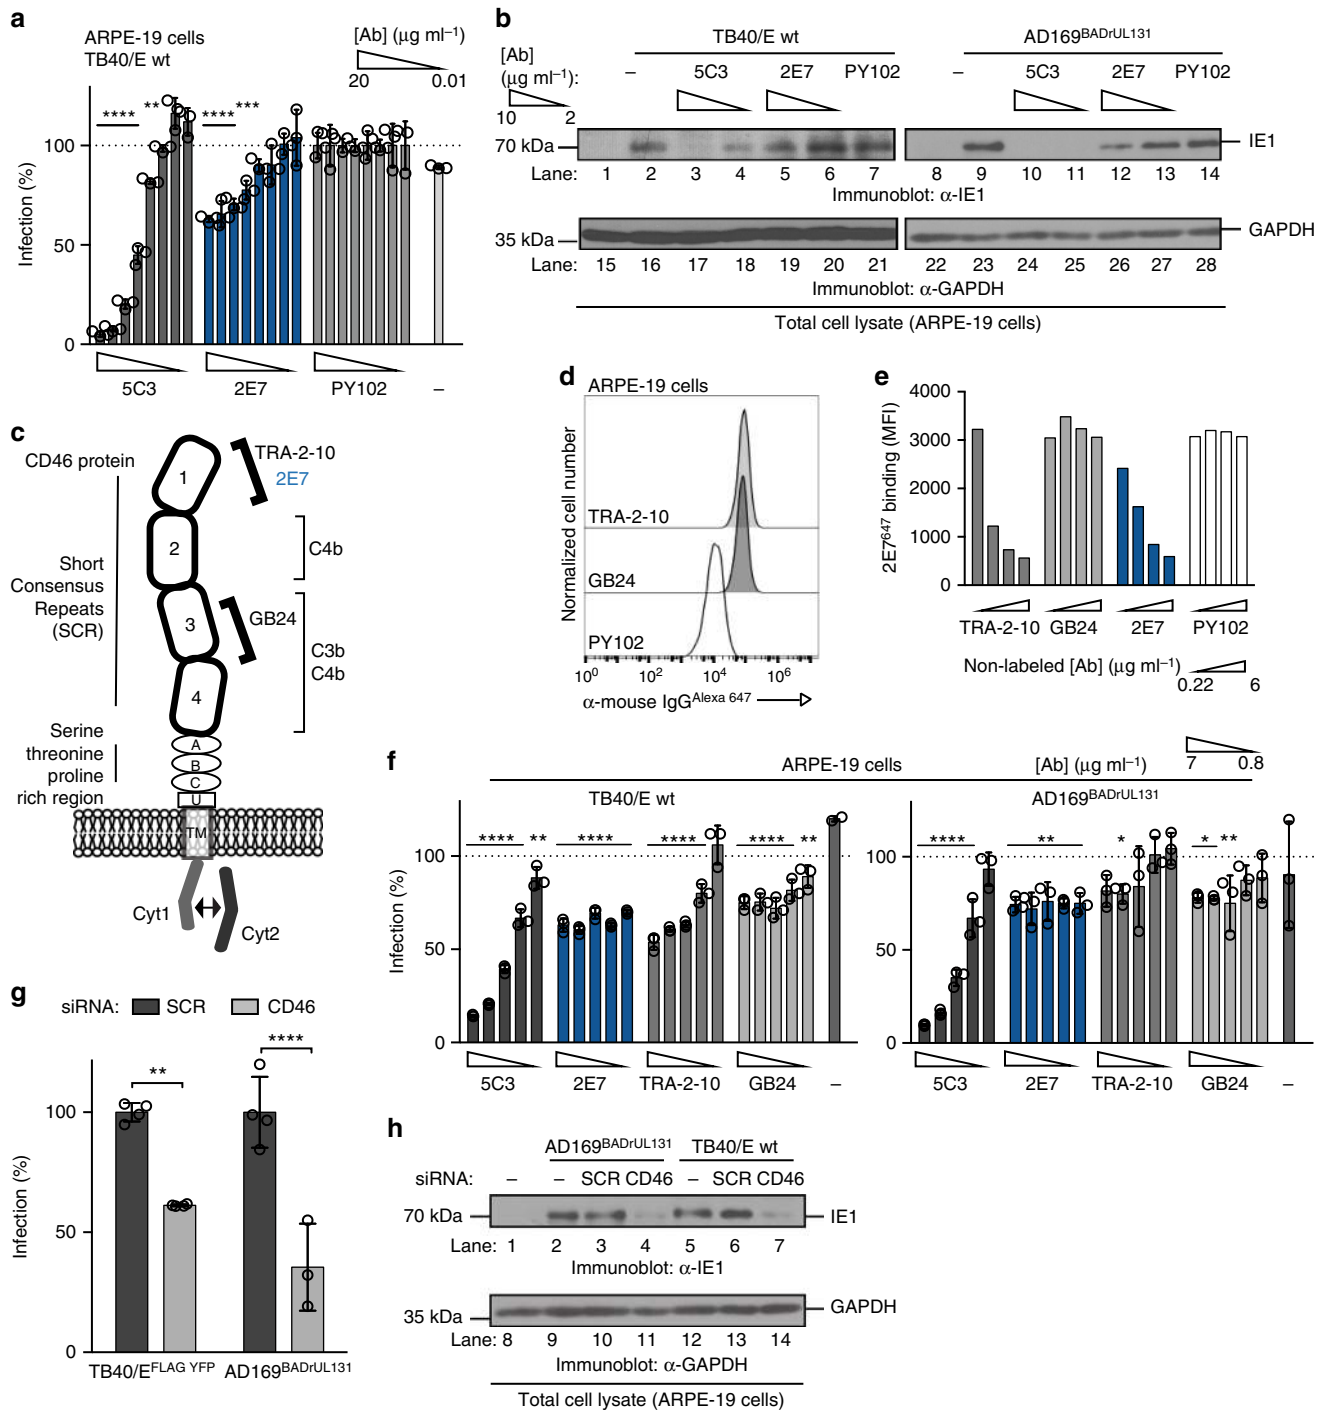 a
ARPE-19 cells
TB40/E wt
[Ab] (μg ml–1)
20 0.01
**** ** **** ***
Infection (%)
100
50
0
5C3 2E7 PY102 –
b
TB40/E wt AD169BADrUL131
[Ab]
(μg ml–1):
– 5C3 2E7 PY102 – 5C3 2E7 PY102
10 2
70 kDa IE1
Lane: 1 2 3 4 5 6 7 8 9 10 11 12 13 14
Immunoblot: α-IE1
35 kDa GAPDH
Lane: 15 16 17 18 19 20 21 22 23 24 25 26 27 28
Immunoblot: α-GAPDH
Total cell lysate (ARPE-19 cells)
c
CD46 protein
TRA-2-10
2E7
1
2
C4b
Short
Consensus
Repeats
(SCR)
3
GB24
C3b
C4b
4
Serine
threonine
proline
rich region
A
B
C
U
TM
Cyt1
Cyt2
d
ARPE-19 cells
Normalized cell number
TRA-2-10
GB24
PY102
100 102 104 106
α-mouse IgGAlexa 647
e
2E7647 binding (MFI)
4000
3000
2000
1000
0
TRA-2-10 GB24 2E7 PY102
Non-labeled [Ab] (μg ml–1)
0.22 6
f
ARPE-19 cells [Ab] (μg ml–1)
7 0.8
TB40/E wt AD169BADrUL131
**** ** **** **** **** ** **** ** * * **
Infection (%)
100 100
50 50
0 0
5C3 2E7 TRA-2-10 GB24 – 5C3 2E7 TRA-2-10 GB24 –
g
siRNA: SCR CD46
** ****
Infection (%)
100
50
0
TB40/EFLAG YFP AD169BADrUL131
h
AD169BADrUL131 TB40/E wt
siRNA: – – SCR CD46 – SCR CD46
70 kDa IE1
Lane: 1 2 3 4 5 6 7
Immunoblot: α-IE1
35 kDa GAPDH
Lane: 8 9 10 11 12 13 14
Immunoblot: α-GAPDH
Total cell lysate (ARPE-19 cells)